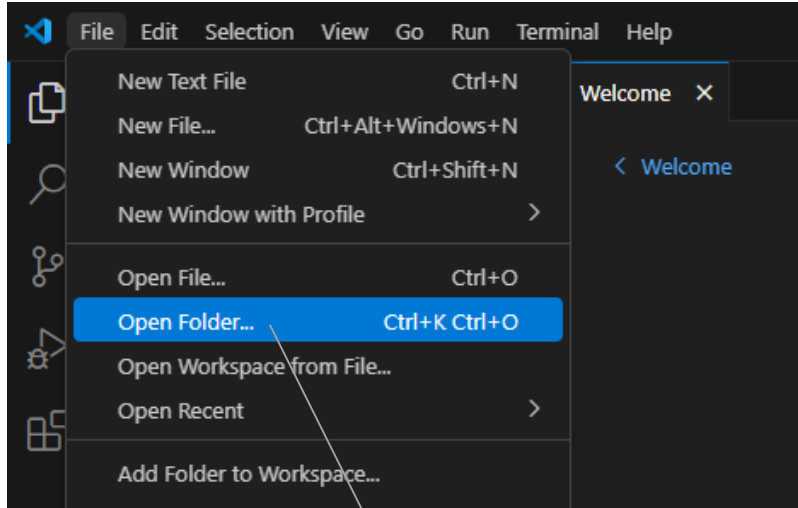 File Edit Selection View Go Run Terminal Help
New Text File Ctrl+N
New File... Ctrl+Alt+Windows+N
New Window Ctrl+Shift+N
New Window with Profile
Open File... Ctrl+O
Open Folder... Ctrl+K Ctrl+O
Open Workspace from File...
Open Recent
Add Folder to Workspace...
Welcome
Welcome